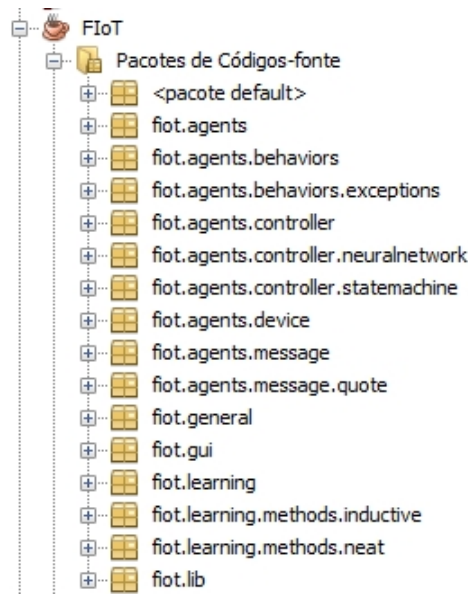 FIoT
Pacotes de Códigos-fonte
<pacote default>
fiot.agents
fiot.agents.behaviors
fiot.agents.behaviors.exceptions
fiot.agents.controller
fiot.agents.controller.neuralnetwork
fiot.agents.controller.statemachine
fiot.agents.device
fiot.agents.message
fiot.agents.message.quote
fiot.general
fiot.gui
fiot.learning
fiot.learning.methods.inductive
fiot.learning.methods.neat
fiot.lib